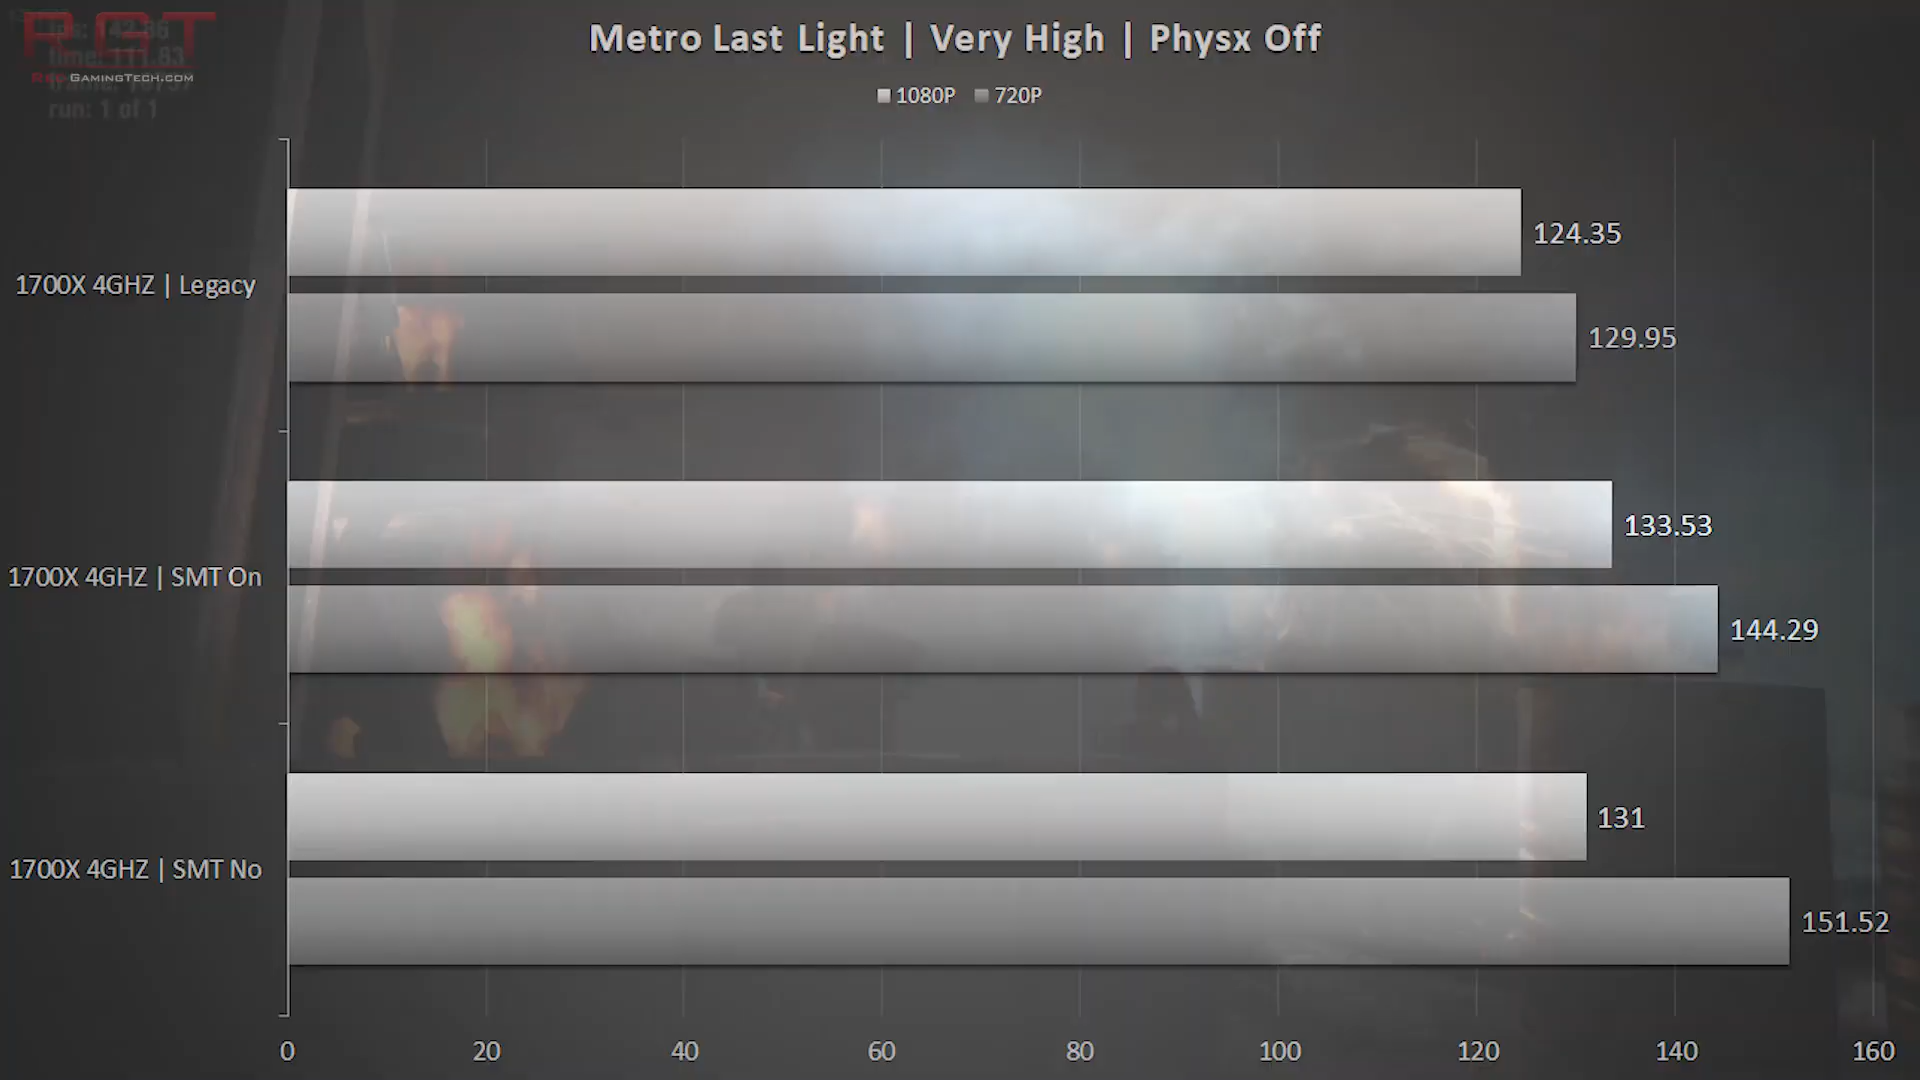 Metro Last Light | Very High | Physx Off
RGT
RedGamingTech.com
run: 1 of 1
1080P 720P
1700X 4GHZ | Legacy
124.35
129.95
1700X 4GHZ | SMT On
133.53
144.29
1700X 4GHZ | SMT No
131
151.52
0 20 40 60 80 100 120 140 160